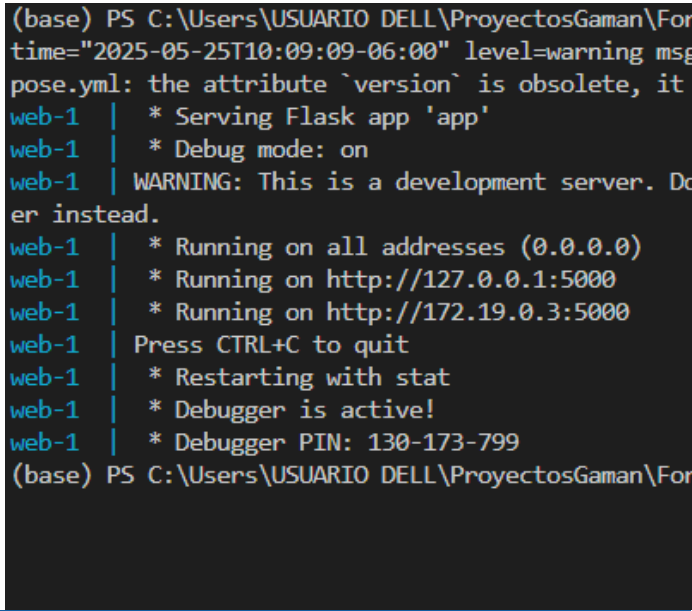 (base) PS C:\Users\USUARIO DELL\ProyectosGaman\For
time="2025-05-25T10:09:09-06:00" level=warning msg
pose.yml: the attribute `version` is obsolete, it
web-1 | * Serving Flask app 'app'
web-1 | * Debug mode: on
web-1 | WARNING: This is a development server. Do
er instead.
web-1 | * Running on all addresses (0.0.0.0)
web-1 | * Running on http://127.0.0.1:5000
web-1 | * Running on http://172.19.0.3:5000
web-1 | Press CTRL+C to quit
web-1 | * Restarting with stat
web-1 | * Debugger is active!
web-1 | * Debugger PIN: 130-173-799
(base) PS C:\Users\USUARIO DELL\ProyectosGaman\For